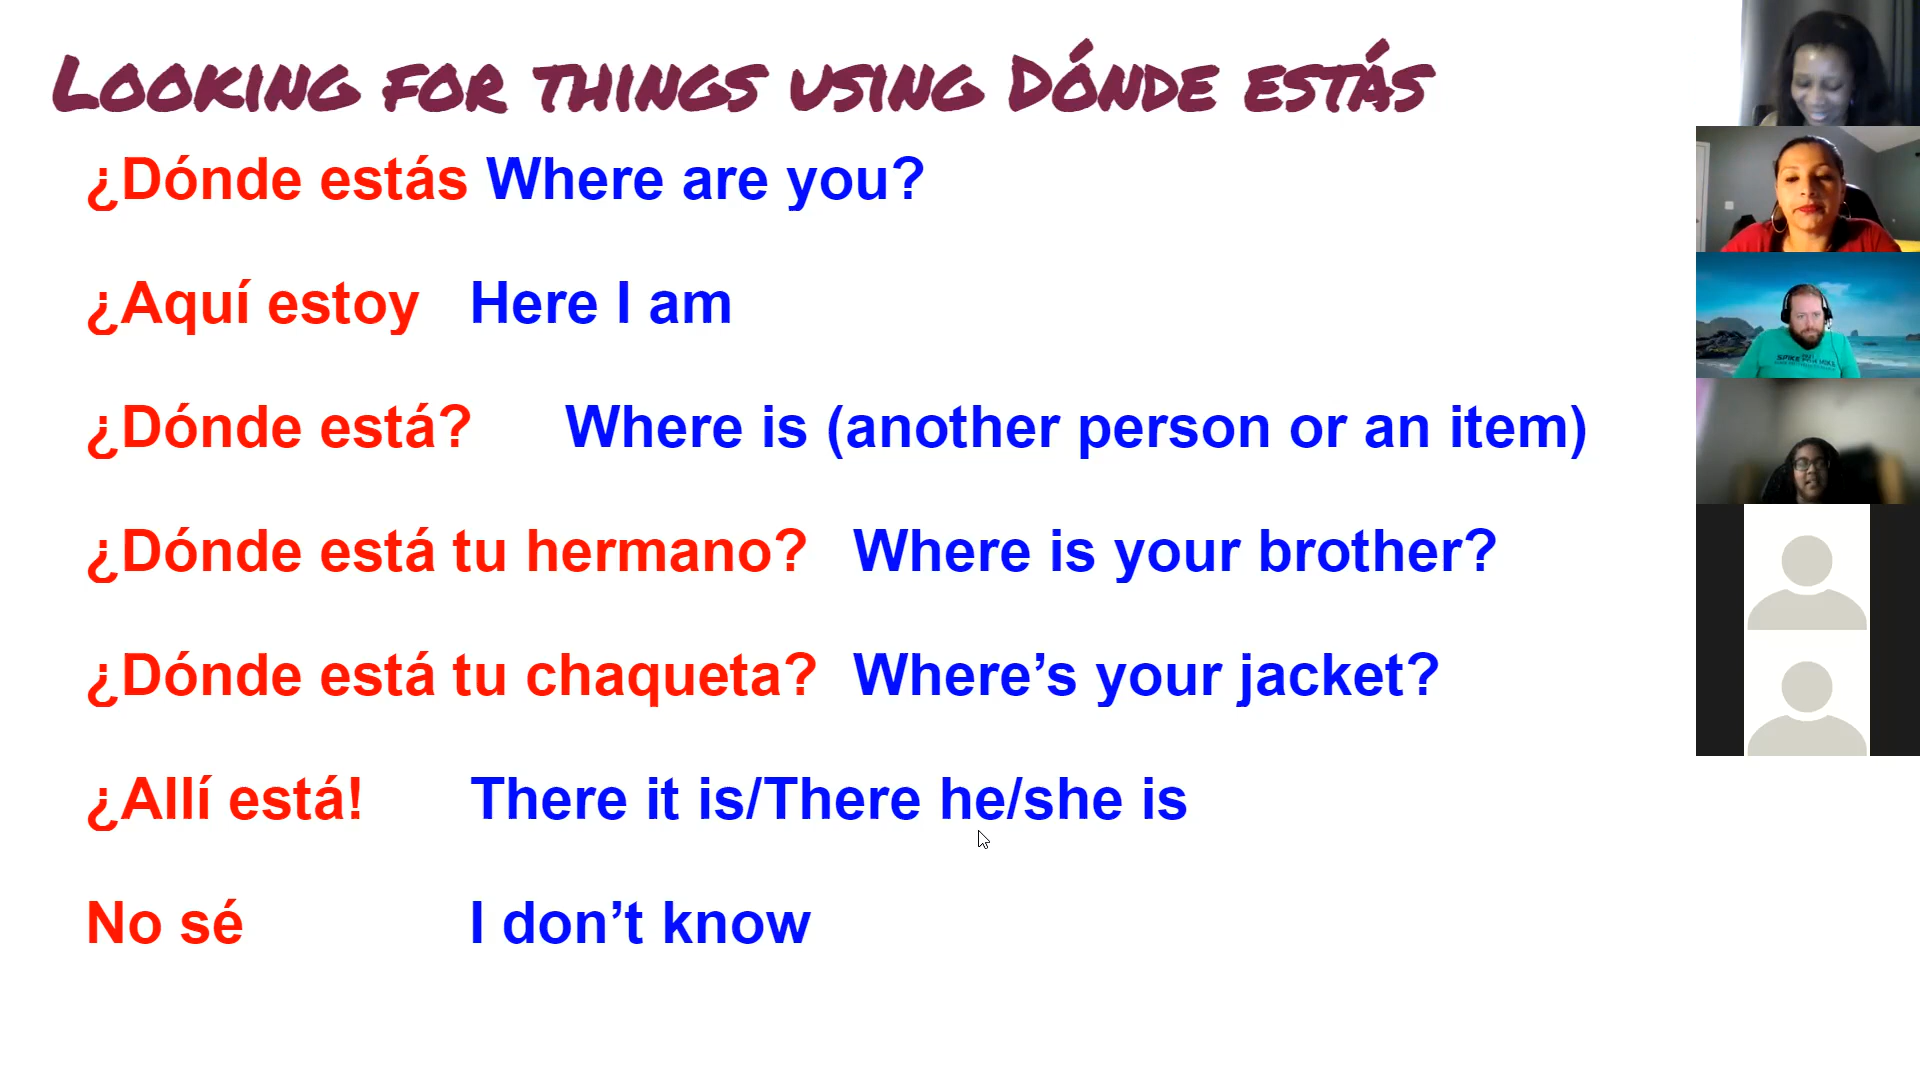 Looking for things using Dónde estás
¿Dónde estás Where are you?
¿Aquí estoy Here I am
¿Dónde está? Where is (another person or an item)
¿Dónde está tu hermano? Where is your brother?
¿Dónde está tu chaqueta? Where’s your jacket?
¿Allí está! There it is/There he/she is
No sé I don’t know